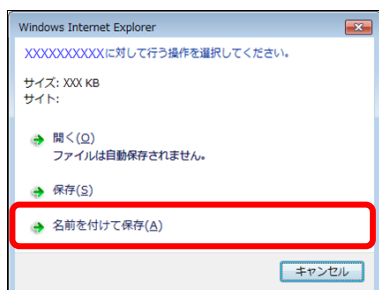 Windows Internet Explorer
XXXXXXXXXXに対して行う操作を選択してください。
サイズ: XXX KB
サイト:
開く(O)
ファイルは自動保存されません。
保存(S)
名前を付けて保存(A)
キャンセル